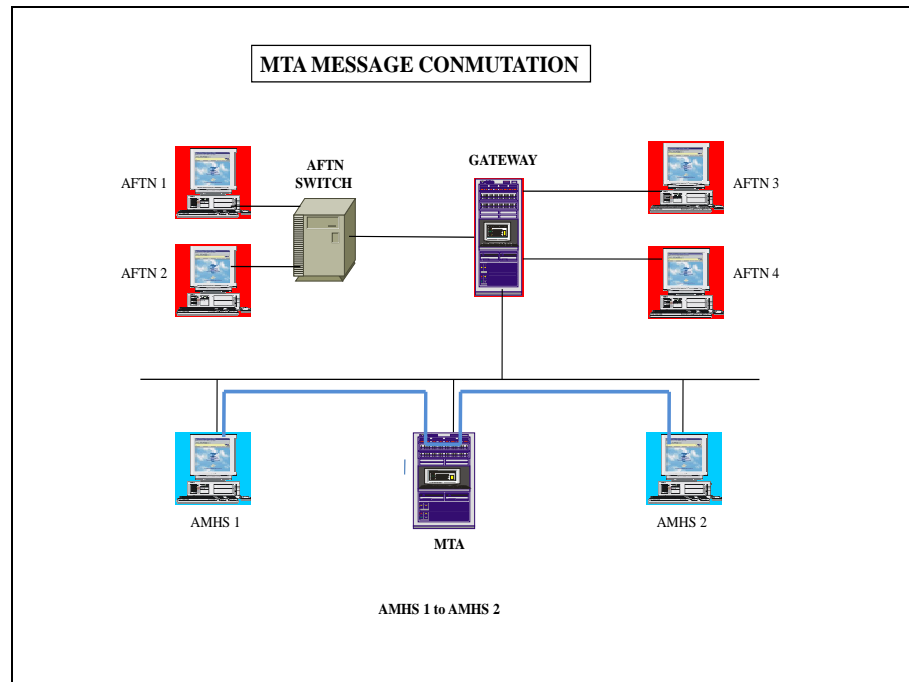 MTA MESSAGE CONMUTATION
AFTN 1
AFTN
SWITCH
GATEWAY
AFTN 3
AFTN 2
AFTN 4
AMHS 1
MTA
AMHS 2
AMHS 1 to AMHS 2